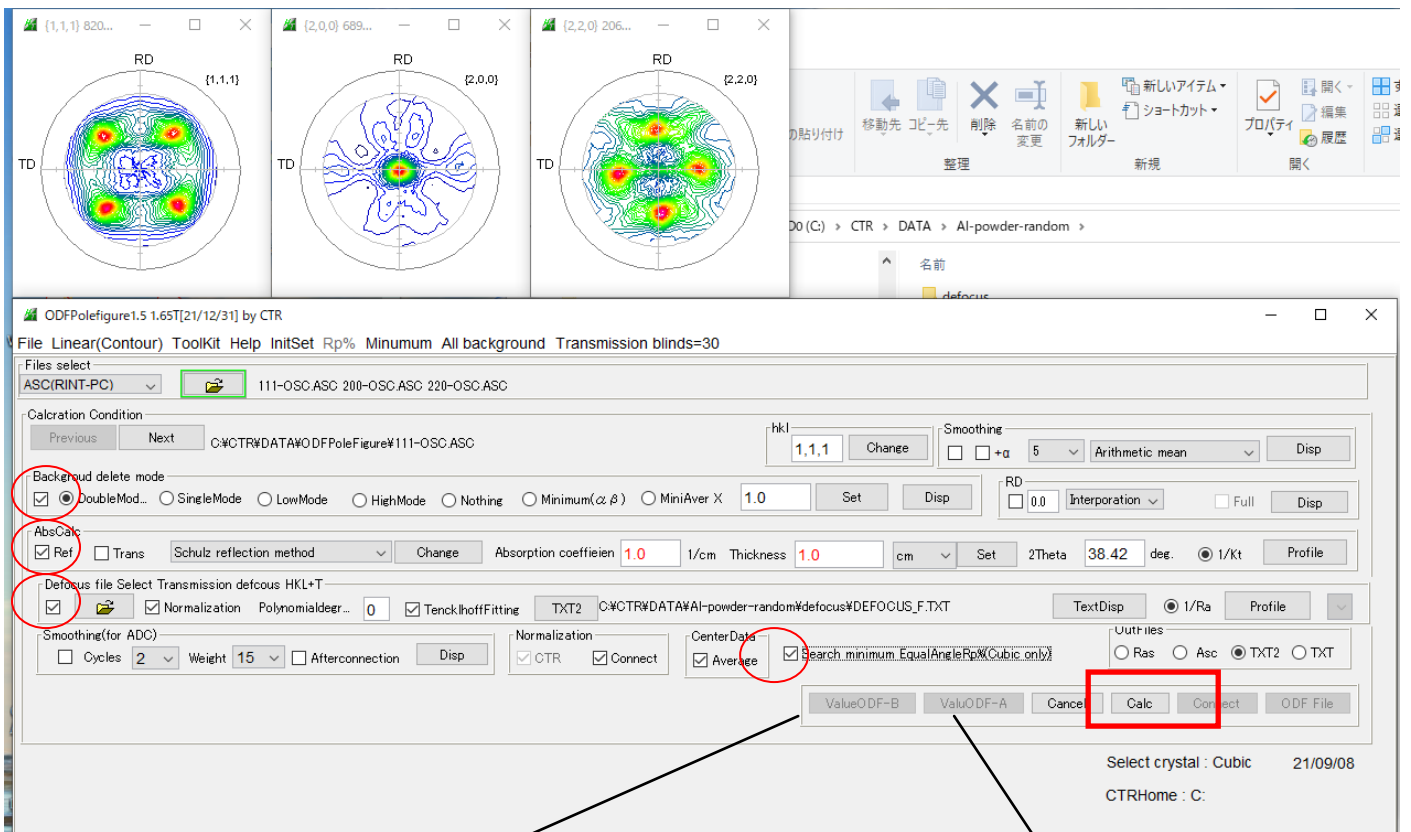 {1,1,1} 820...
{2,0,0} 689...
{2,2,0} 206...
RD
{1,1,1}
TD
RD
{2,0,0}
TD
RD
{2,2,0}
TD
の貼り付け
移動先 コピー先 削除 名前の変更
整理
新しいフォルダー
新しいアイテム
ショートカット
新規
プロパティ
開く
編集
履歴
開く
(C:) › CTR › DATA › Al-powder-random ›
名前
defocus
ODFPolefigure1.5 1.65T[21/12/31] by CTR
File Linear(Contour) ToolKit Help InitSet Rp% Minumum All background Transmission blinds=30
Files select
ASC(RINT-PC) 111-OSC.ASC 200-OSC.ASC 220-OSC.ASC
Calcration Condition
Previous Next C:¥CTR¥DATA¥ODFPoleFigure¥111-OSC.ASC
hkl
1,1,1 Change
Smoothing
+α 5 Arithmetic mean Disp
Backgroud delete mode
DoubleMod... SingleMode LowMode HighMode Nothing Minimum(αβ) MiniAver X 1.0 Set Disp
RD
0.0 Interporation Full Disp
AbsCalc
Ref Trans Schulz reflection method Change Absorption coeffieien 1.0 1/cm Thickness 1.0 cm Set 2Theta 38.42 deg. 1/Kt Profile
Defocus file Select Transmission defcous HKL+T
Normalization Polynomialdegr... 0 TenckIhoffFitting TXT2 C:¥CTR¥DATA¥Al-powder-random¥defocus¥DEFOCUS_F.TXT TextDisp 1/Ra Profile
Smoothing(for ADC)
Cycles 2 Weight 15 Afterconnection Disp
Normalization
CTR Connect
CenterData
Average
Search minimum EqualAngleRp%(Cubic only)
OutFiles
Ras Asc TXT2 TXT
ValueODF-B ValuODF-A Cancel Calc Connect ODF File
Select crystal : Cubic 21/09/08
CTRHome : C: